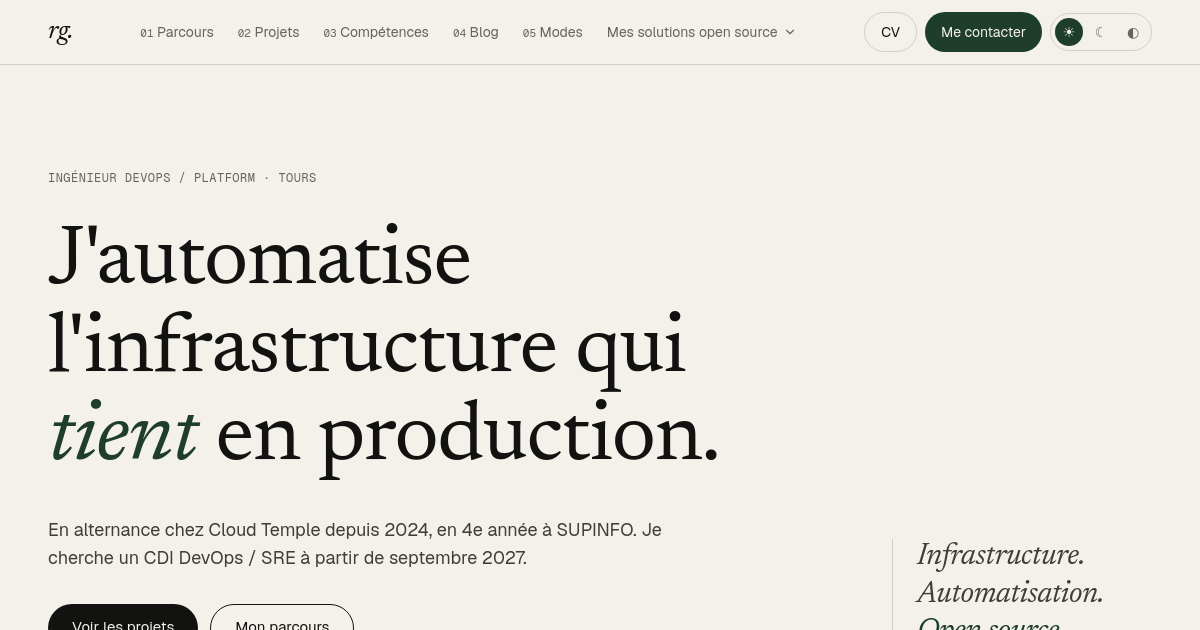 rg.
01 Parcours
02 Projets
03 Compétences
04 Blog
05 Modes
Mes solutions open source
CV
Me contacter
INGÉNIEUR DEVOPS / PLATFORM · TOURS
J'automatise
l'infrastructure qui
tient en production.
En alternance chez Cloud Temple depuis 2024, en 4e année à SUPINFO. Je
cherche un CDI DevOps / SRE à partir de septembre 2027.
Infrastructure.
Automatisation.
Open source.
Voir les projets
Mon parcours